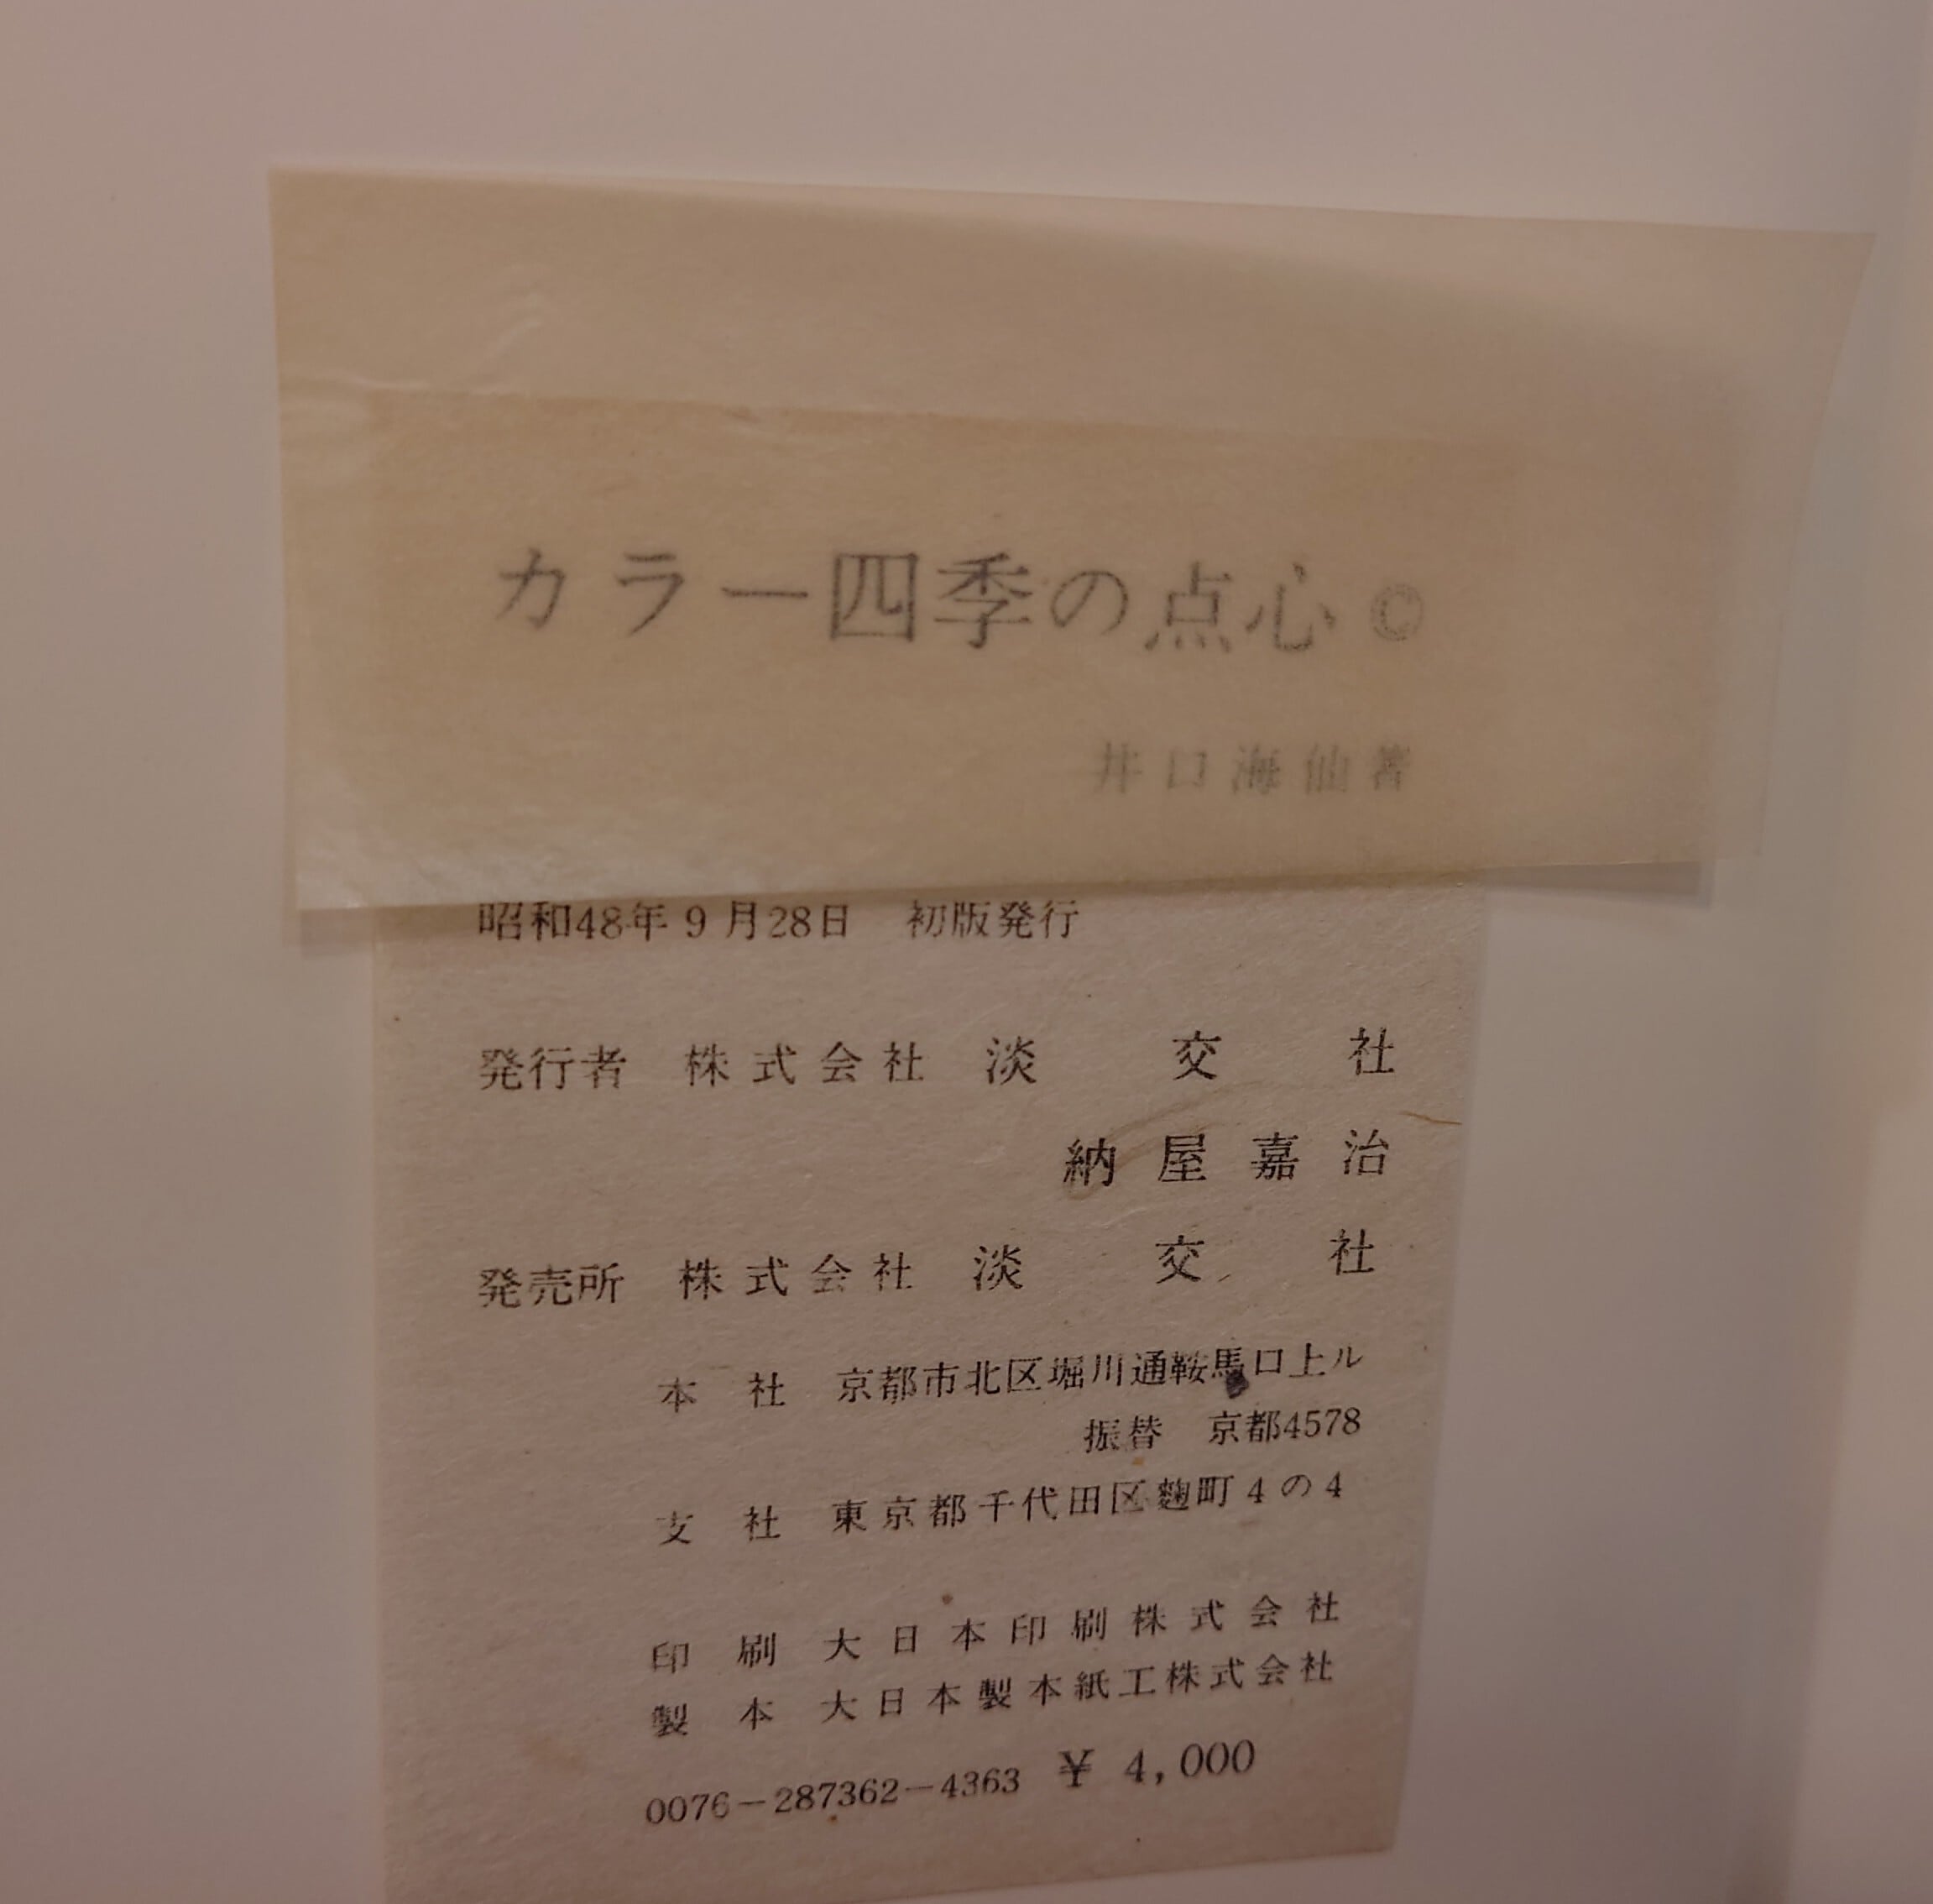 カラー四季の点心 ©
井口海仙著
昭和48年9月28日 初版発行
発行者 株式会社 淡交社
納屋嘉治
発売所 株式会社 淡交社
本社 京都市北区堀川通鞍馬口上ル
振替 京都4578
支社 東京都千代田区麴町4の4
印刷 大日本印刷株式会社
製本 大日本製本紙工株式会社
0076-287362-4363 ¥ 4,000